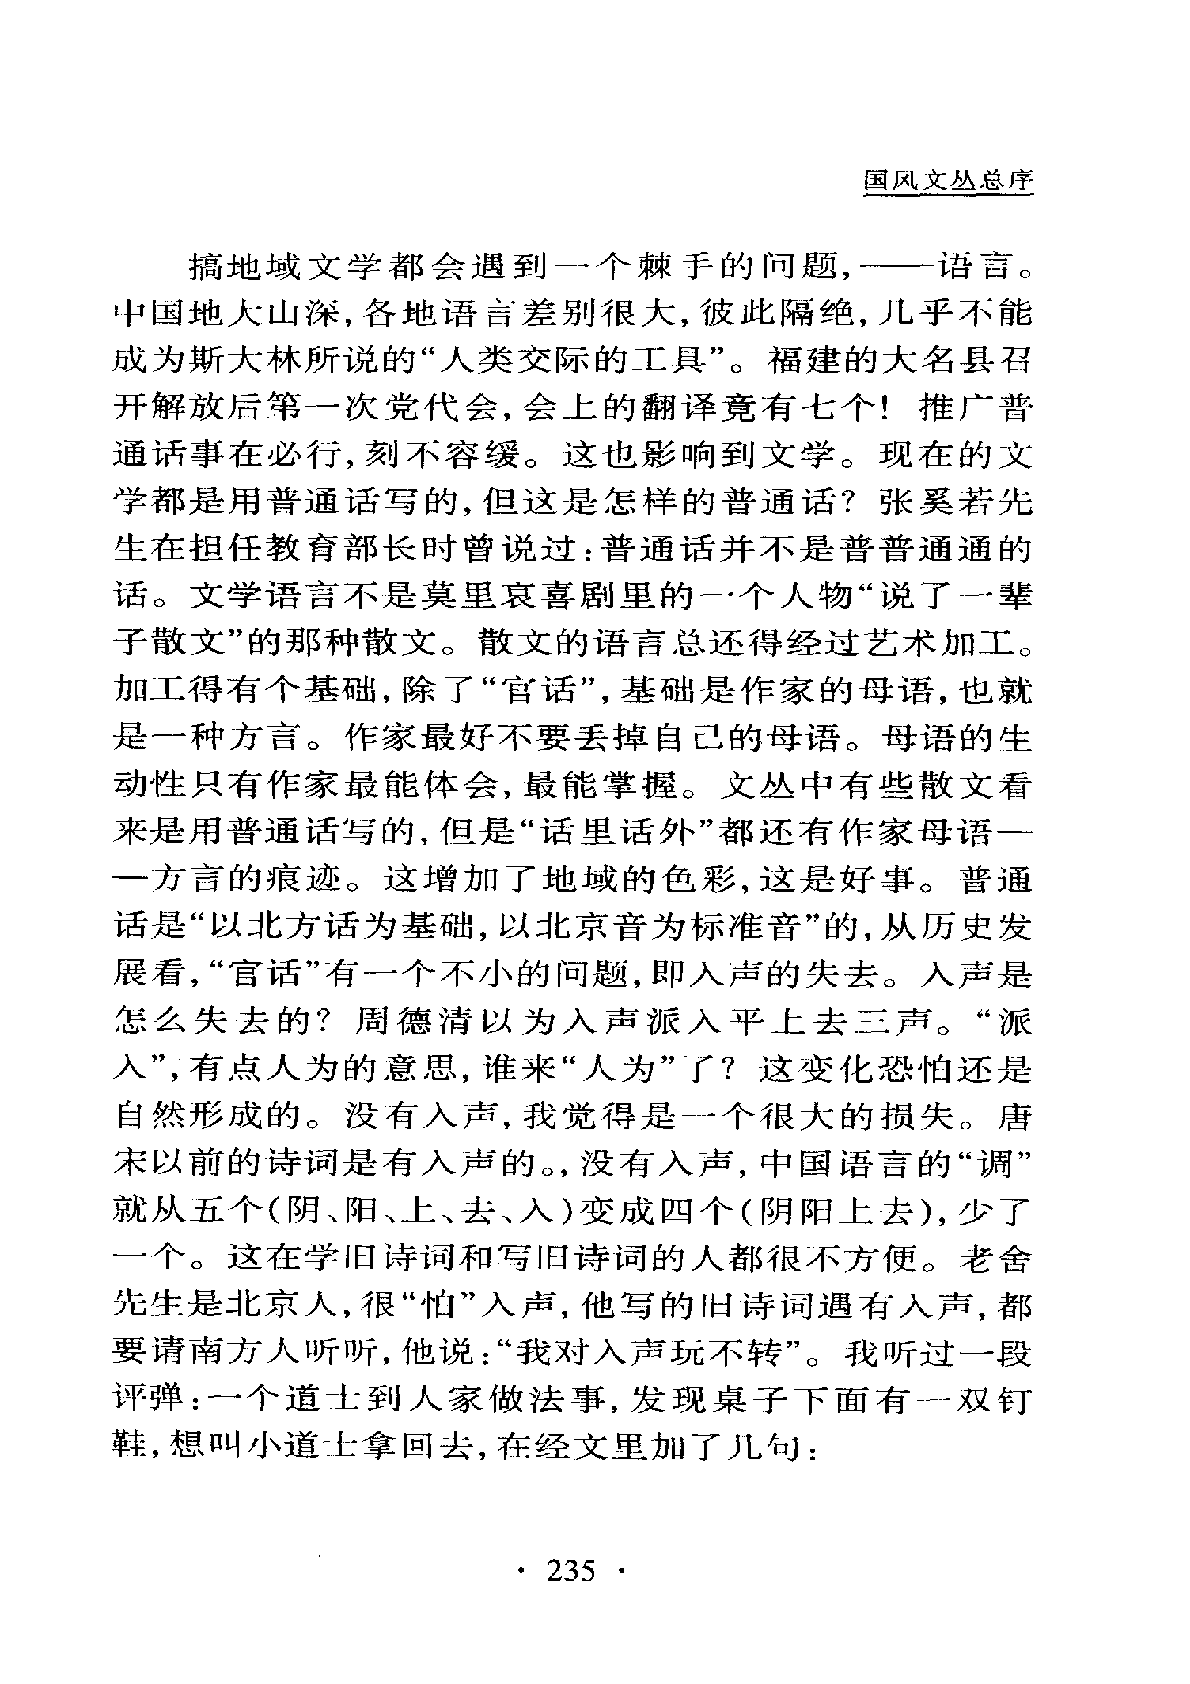 国风文丛总序
搞地域文学都会遇到一个棘手的问题,——语言。
中国地大山深,各地语言差别很大,彼此隔绝,几乎不能
成为斯大林所说的“人类交际的工具”。福建的大名县召
开解放后第一次党代会,会上的翻译竟有七个! 推广普
通话事在必行,刻不容缓。这也影响到文学。现在的文
学都是用普通话写的,但这是怎样的普通话? 张奚若先
生在担任教育部长时曾说过:普通话并不是普普通通的
话。文学语言不是莫里哀喜剧里的一个人物“说了一辈
子散文”的那种散文。散文的语言总还得经过艺术加工。
加工得有个基础,除了“官话”,基础是作家的母语,也就
是一种方言。作家最好不要丢掉自己的母语。母语的生
动性只有作家最能体会,最能掌握。文丛中有些散文看
来是用普通话写的,但是“话里话外”都还有作家母语—
—方言的痕迹。这增加了地域的色彩,这是好事。普通
话是“以北方话为基础,以北京音为标准音”的,从历史发
展看,“官话”有一个不小的问题,即入声的失去。入声是
怎么失去的? 周德清以为入声派入平上去三声。“派
入”,有点人为的意思,谁来“人为”了? 这变化恐怕还是
自然形成的。没有入声,我觉得是一个很大的损失。唐
宋以前的诗词是有入声的。,没有入声,中国语言的“调”
就从五个(阴、阳、上、去、入)变成四个(阴阳上去),少了
一个。这在学旧诗词和写旧诗词的人都很不方便。老舍
先生是北京人,很“怕”入声,他写的旧诗词遇有入声,都
要请南方人听听,他说:“我对入声玩不转”。我听过一段
评弹:一个道士到人家做法事,发现桌子下面有一双钉
鞋,想叫小道士拿回去,在经文里加了几句:
· 235 ·